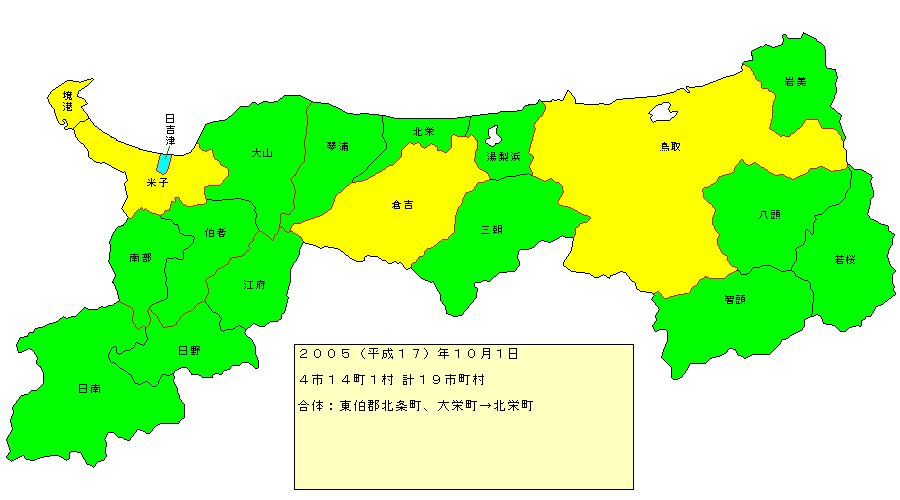 境
港
日
吉
津
米子
大山
琴浦
北栄
湯梨浜
鳥取
岩美
倉吉
三朝
八頭
若桜
智頭
南部
伯耆
江府
日野
日南
２００５（平成１７）年１０月１日
４市１４町１村 計１９市町村
合体：東伯郡北条町、大栄町→北栄町